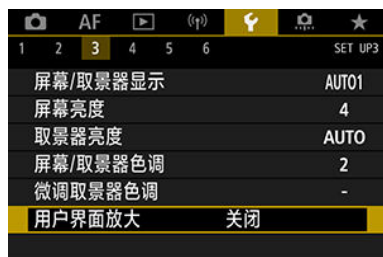 AF
1 2 3 4 5 6 SET UP3
屏幕/取景器显示 AUTO1
屏幕亮度 4
取景器亮度 AUTO
屏幕/取景器色调 2
微调取景器色调 -
用户界面放大 关闭